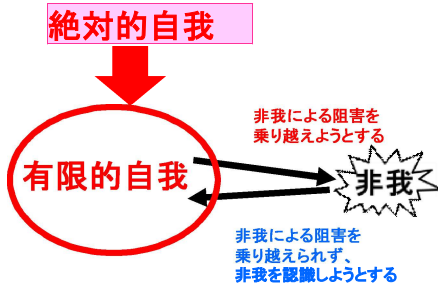 絶対的自我
有限的自我
非我による阻害を
乗り越えようとする
非我
非我による阻害を
乗り越えられず、
非我を認識しようとする